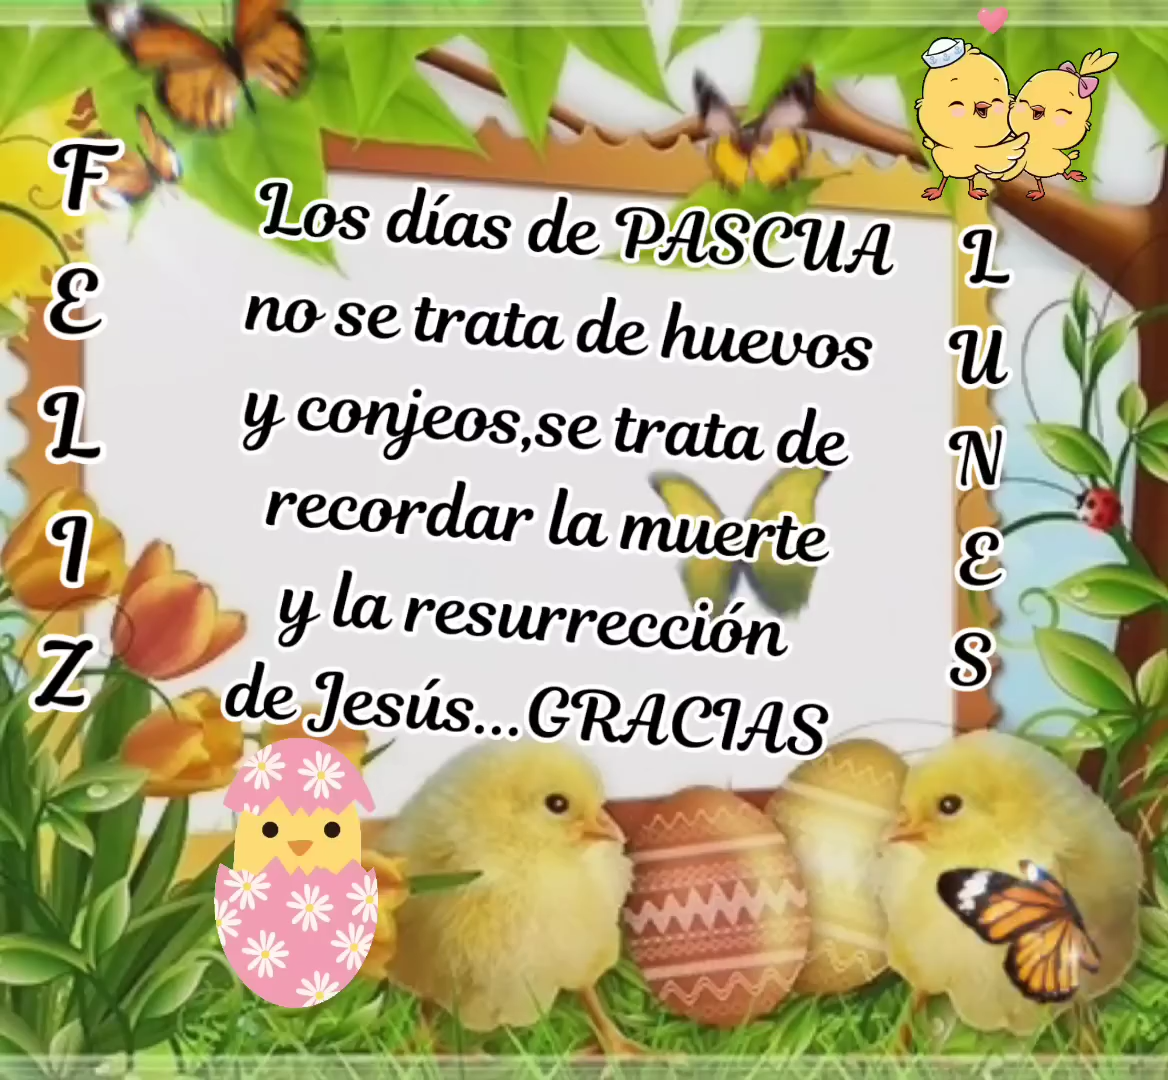 FELIZ
LUNES
Los días de PASCUA
no se trata de huevos
y conjeos,se trata de
recordar la muerte
y la resurrección
de Jesús...GRACIAS